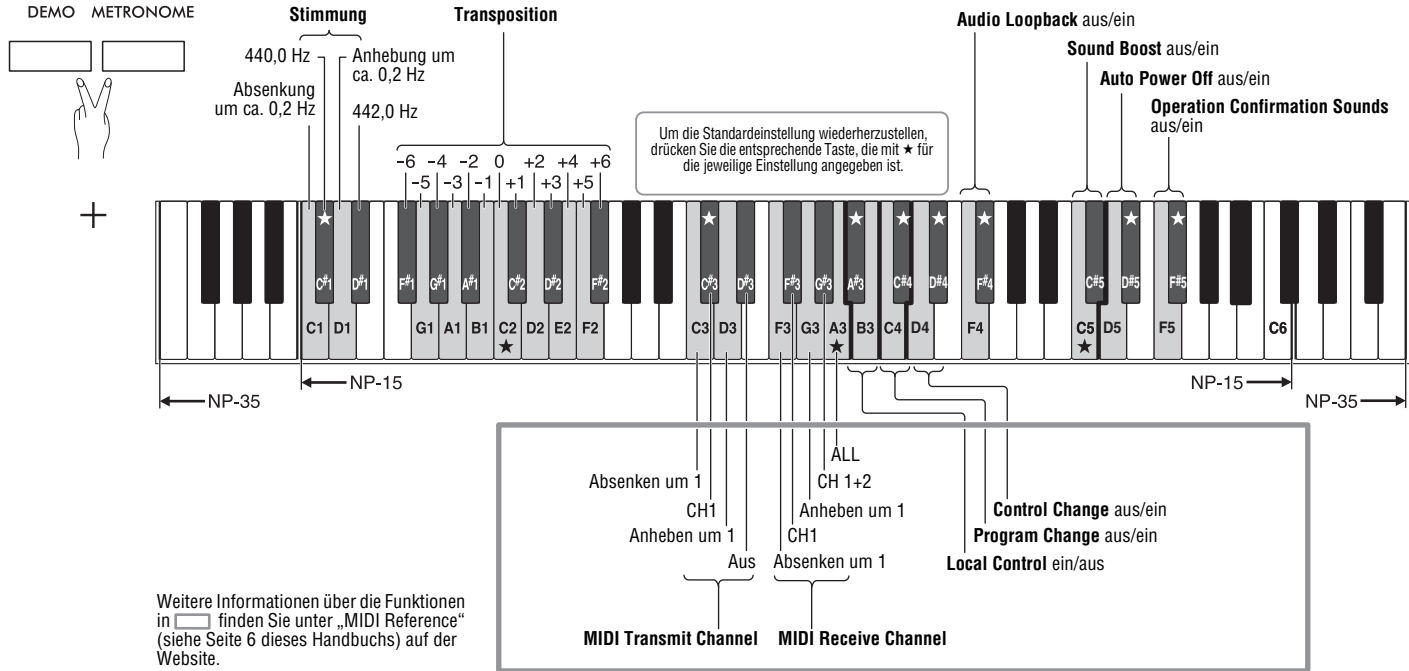 DEMO METRONOME
Stimmung
Transposition
440,0 Hz
Anhebung um
ca. 0,2 Hz
Absenkung
um ca. 0,2 Hz
442,0 Hz
Audio Loopback aus/ein
Sound Boost aus/ein
Auto Power Off aus/ein
Operation Confirmation Sounds
aus/ein
Um die Standardeinstellung wiederherzustellen,
drücken Sie die entsprechende Taste, die mit ★ für
die jeweilige Einstellung angegeben ist.
−6 −4 −2 0 +2 +4 +6
−5 −3 −1 +1 +3 +5
+
★ ★ ★ ★ ★ ★ ★ ★
C#1 D#1 F#1 G#1 A#1 C#2 D#2 F#2 C#3 D#3 F#3 G#3 A#3 C#4 D#4 F#4 C#5 D#5 F#5
C1 D1 G1 A1 B1 C2 D2 E2 F2 C3 D3 F3 G3 A3 B3 C4 D4 F4 C5 D5 F5 C6
★ ★ ★
NP-15 NP-15
NP-35 NP-35
ALL
Absenken um 1
CH 1+2
CH1
Anheben um 1
Control Change aus/ein
Anheben um 1
CH1
Program Change aus/ein
Aus
Absenken um 1
Local Control ein/aus
MIDI Transmit Channel
MIDI Receive Channel
Weitere Informationen über die Funktionen
in finden Sie unter „MIDI Reference“
(siehe Seite 6 dieses Handbuchs) auf der
Website.